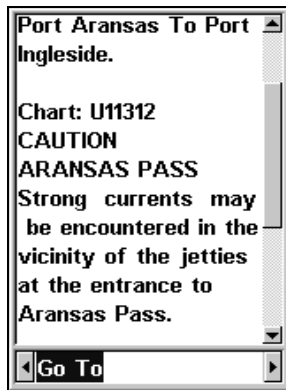 Port Aransas To Port
Ingleside.
Chart: U11312
CAUTION
ARANSAS PASS
Strong currents may
be encountered in the
vicinity of the jetties
at the entrance to
Aransas Pass.
Go To